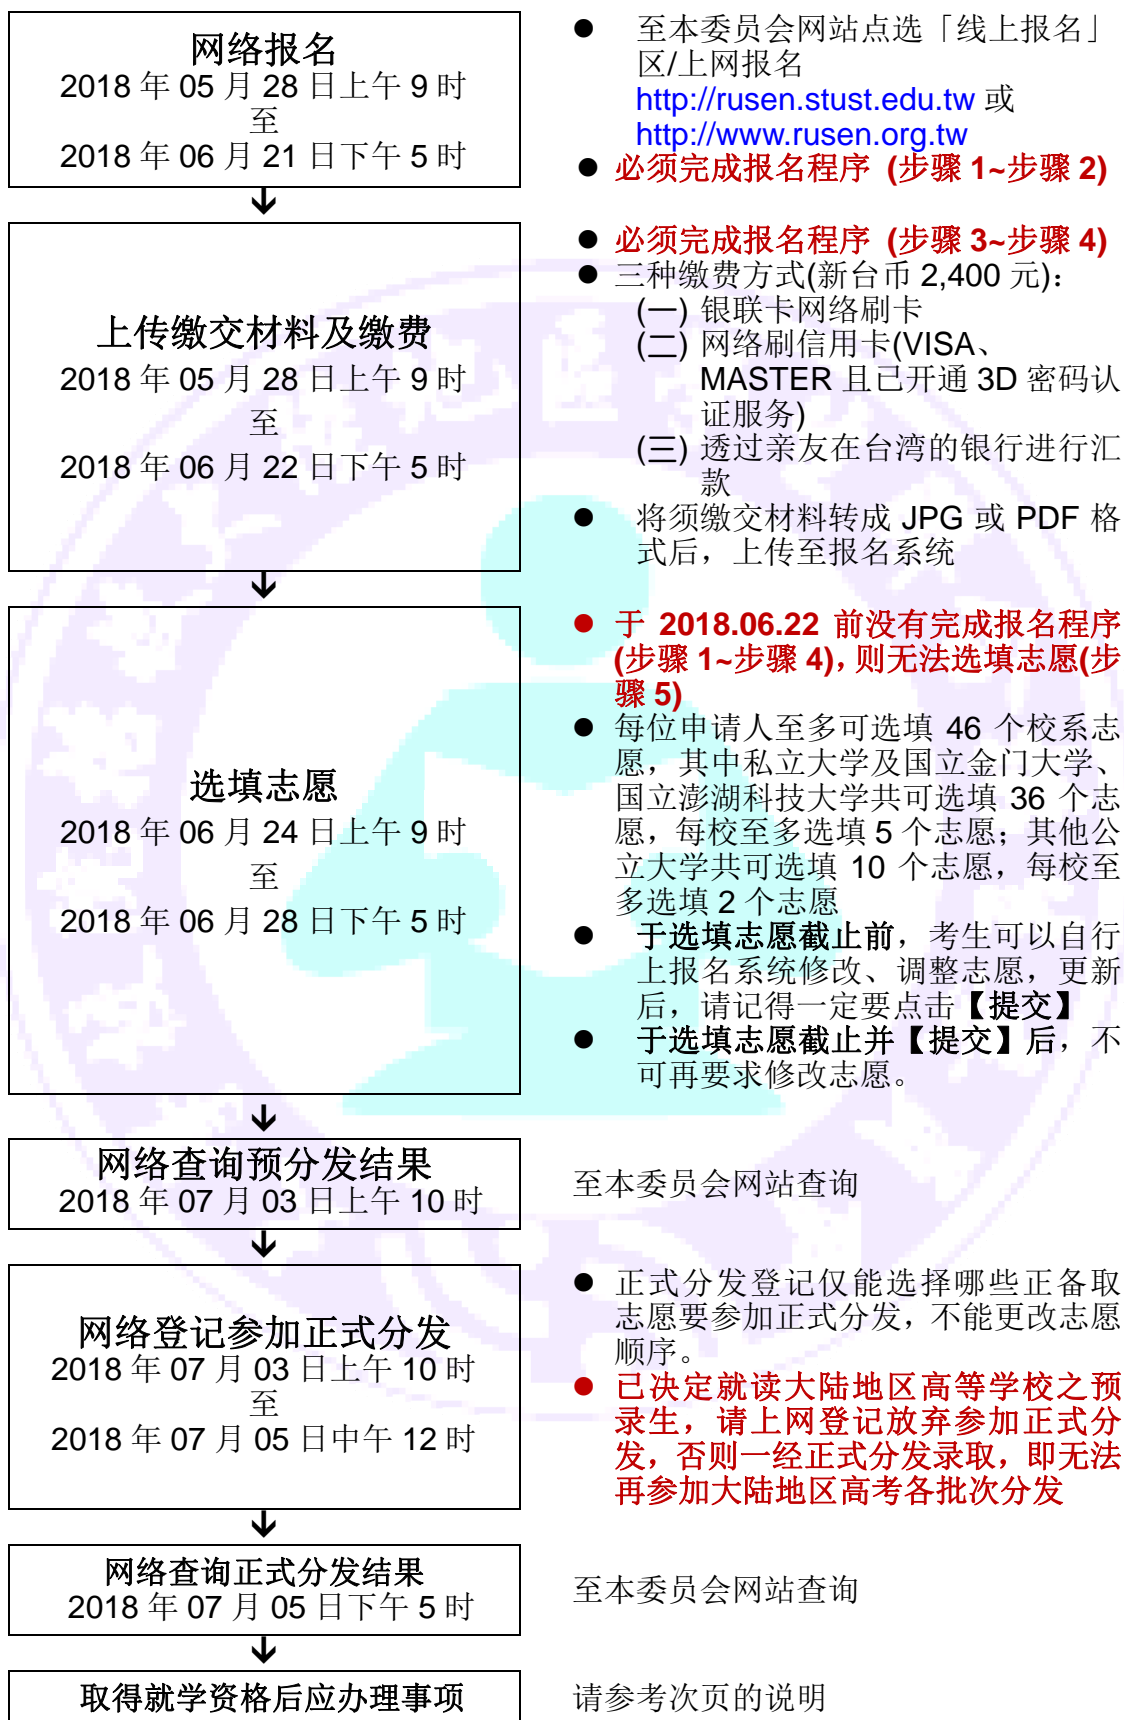 网络报名
2018 年 05 月 28 日上午 9 时
至
2018 年 06 月 21 日下午 5 时
● 至本委员会网站点选「线上报名」
区/上网报名
http://rusen.stust.edu.tw 或
http://www.rusen.org.tw
● 必须完成报名程序 (步骤 1~步骤 2)
上传缴交材料及缴费
2018 年 05 月 28 日上午 9 时
至
2018 年 06 月 22 日下午 5 时
● 必须完成报名程序 (步骤 3~步骤 4)
● 三种缴费方式(新台币 2,400 元)：
(一) 银联卡网络刷卡
(二) 网络刷信用卡(VISA、
MASTER 且已开通 3D 密码认
证服务)
(三) 透过亲友在台湾的银行进行汇
款
● 将须缴交材料转成 JPG 或 PDF 格
式后，上传至报名系统
选填志愿
2018 年 06 月 24 日上午 9 时
至
2018 年 06 月 28 日下午 5 时
● 于 2018.06.22 前没有完成报名程序
(步骤 1~步骤 4)，则无法选填志愿(步
骤 5)
● 每位申请人至多可选填 46 个校系志
愿，其中私立大学及国立金门大学、
国立澎湖科技大学共可选填 36 个志
愿，每校至多选填 5 个志愿；其他公
立大学共可选填 10 个志愿，每校至
多选填 2 个志愿
● 于选填志愿截止前，考生可以自行
上报名系统修改、调整志愿，更新
后，请记得一定要点击【提交】
● 于选填志愿截止并【提交】后，不
可再要求修改志愿。
网络查询预分发结果
2018 年 07 月 03 日上午 10 时
至本委员会网站查询
网络登记参加正式分发
2018 年 07 月 03 日上午 10 时
至
2018 年 07 月 05 日中午 12 时
● 正式分发登记仅能选择哪些正备取
志愿要参加正式分发，不能更改志愿
顺序。
● 已决定就读大陆地区高等学校之预
录生，请上网登记放弃参加正式分
发，否则一经正式分发录取，即无法
再参加大陆地区高考各批次分发
网络查询正式分发结果
2018 年 07 月 05 日下午 5 时
至本委员会网站查询
取得就学资格后应办理事项
请参考次页的说明